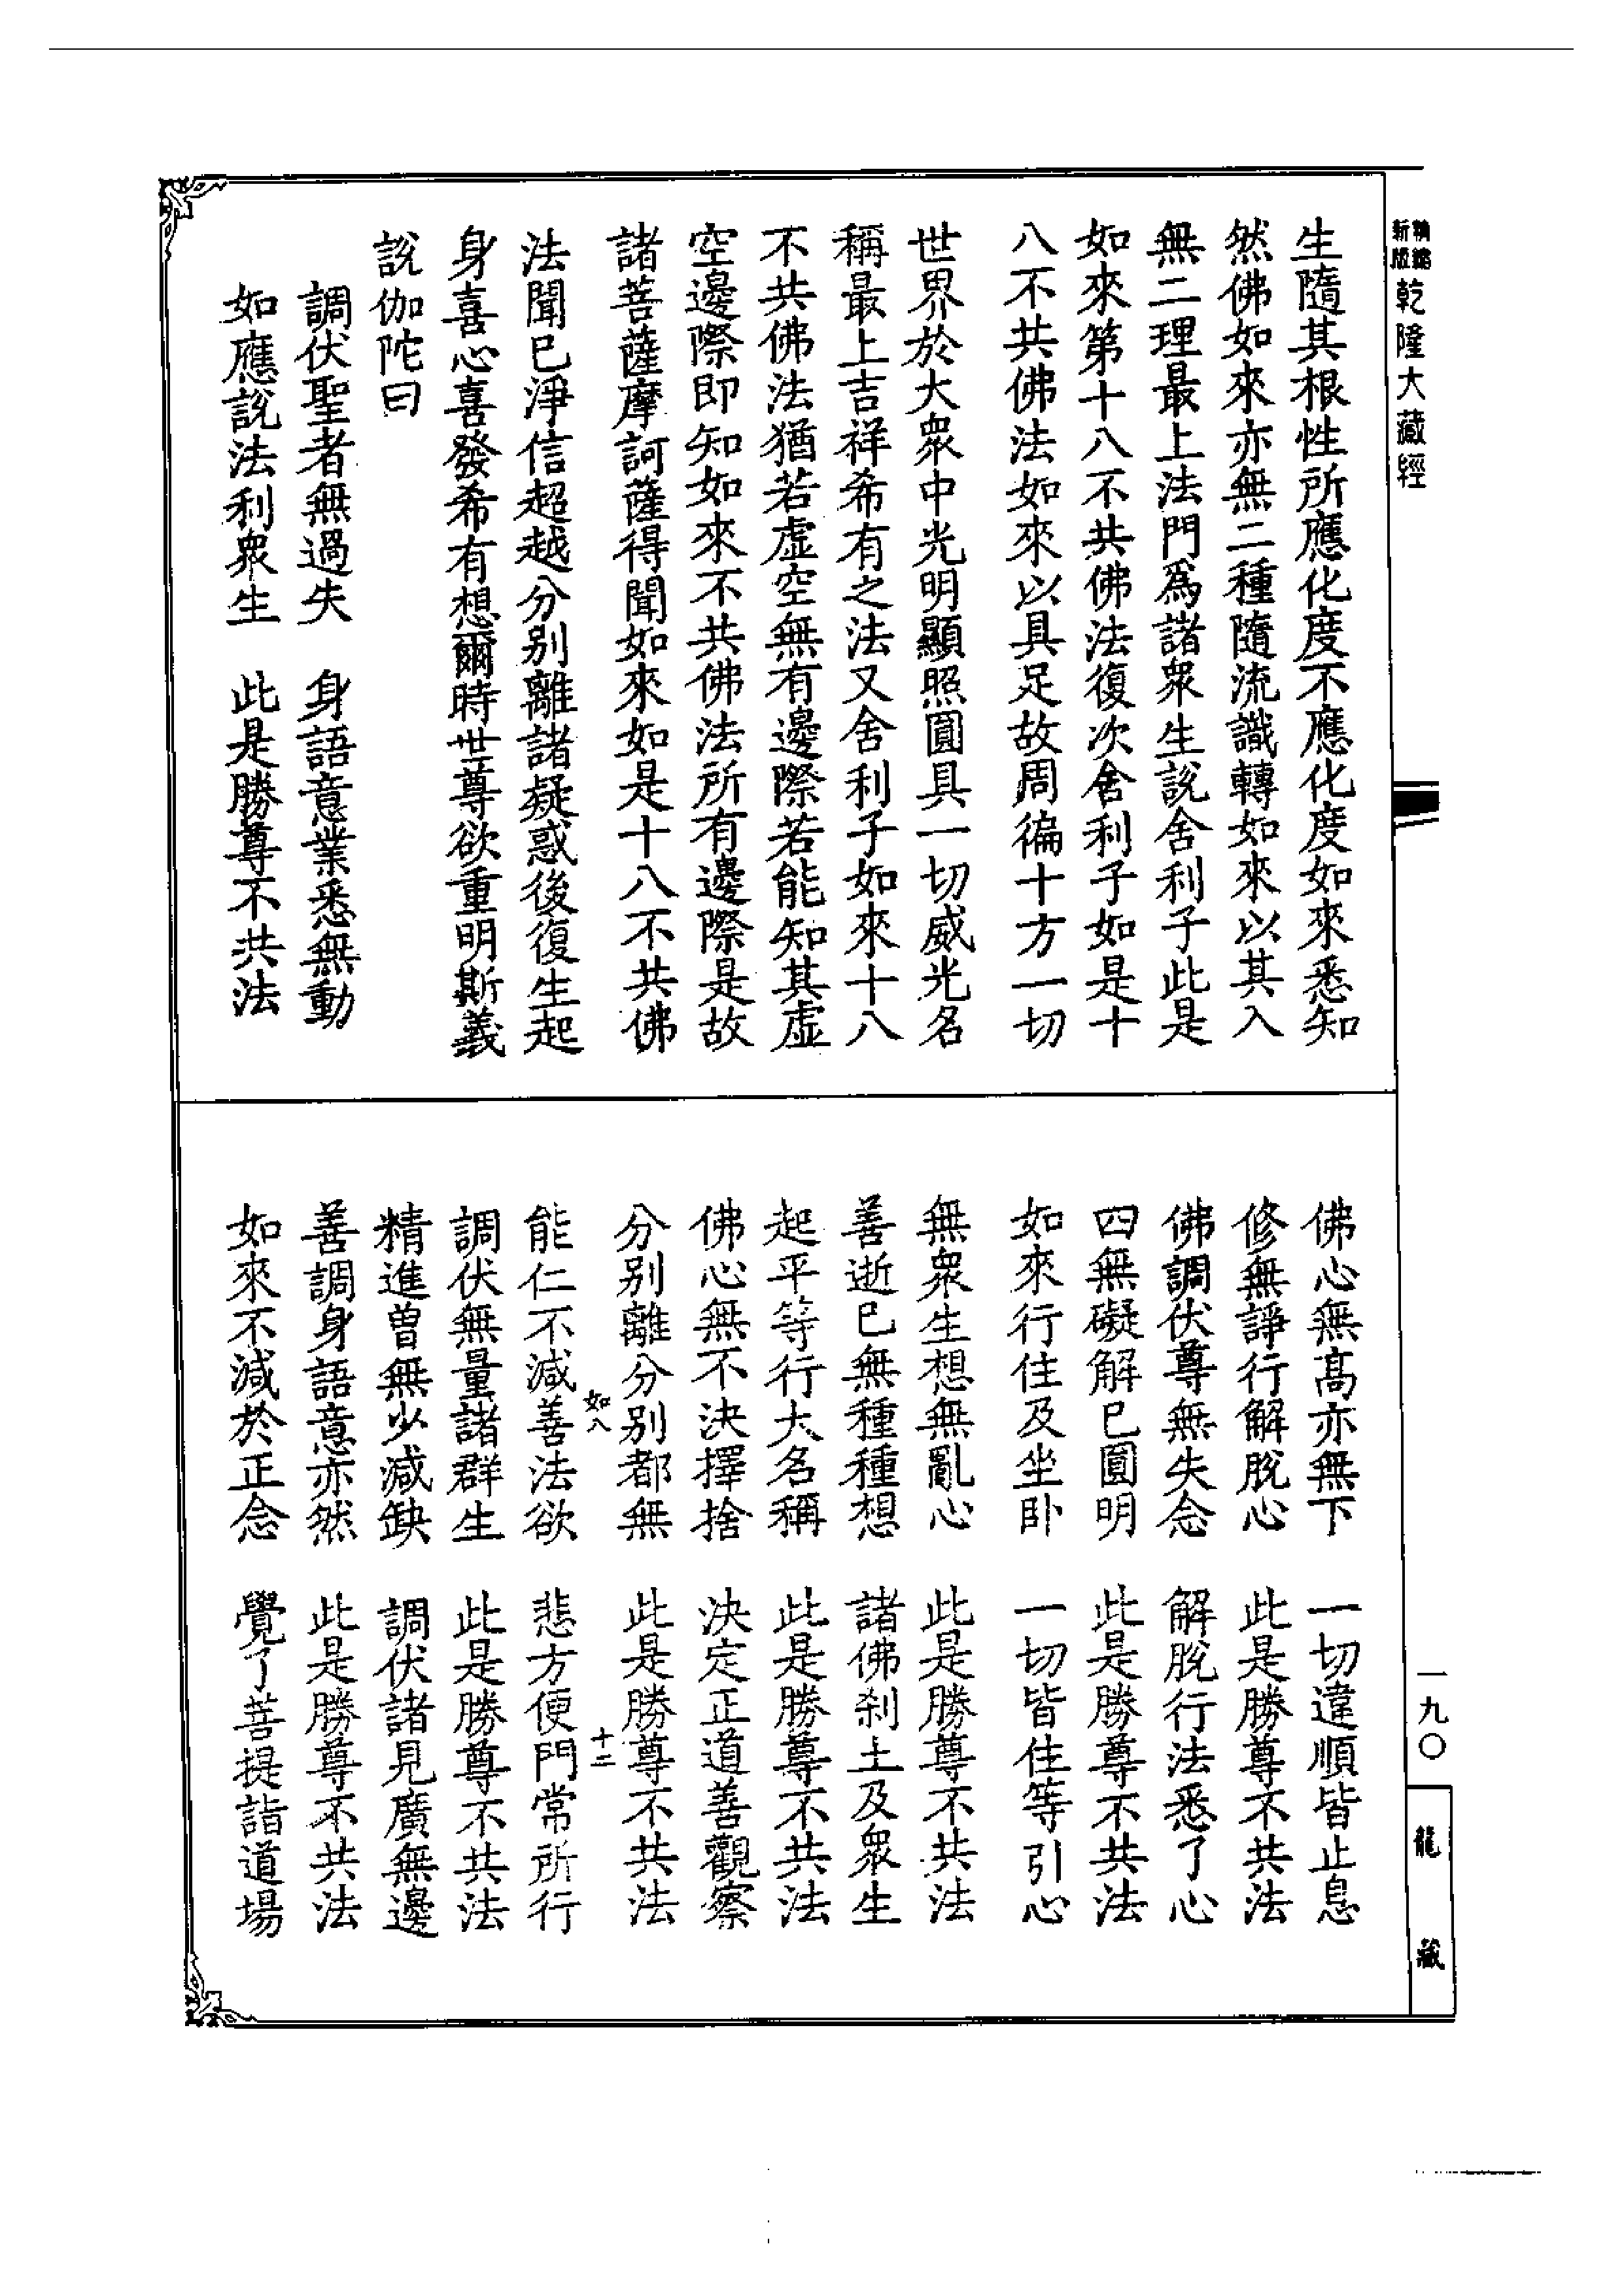 精縮
新版
乾隆大藏經
生隨其根性所應化度不應化度如來悉知
然佛如來亦無二種隨流識轉如來以其入
無二理最上法門為諸眾生說舍利子此是
如來第十八不共佛法復次舍利子如是十
八不共佛法如來以具足故周徧十方一切
世界於大眾中光明顯照圓具一切威光名
稱最上吉祥希有之法又舍利子如來十八
不共佛法猶若虛空無有邊際若能知其虛
空邊際即知如來不共佛法所有邊際是故
諸菩薩摩訶薩得聞如來如是十八不共佛
法聞已淨信超越分別離諸疑惑後復生起
身喜心喜發希有想爾時世尊欲重明斯義
說伽陀曰
調伏聖者無過失　身語意業悉無動
如應說法利眾生　此是勝尊不共法
佛心無高亦無下　一切違順皆止息
修無諍行解脫心　此是勝尊不共法
佛調伏尊無失念　解脫行法悉了心
四無礙解已圓明　此是勝尊不共法
如來行住及坐臥　一切皆住等引心
無眾生想無亂心　此是勝尊不共法
善逝已無種種想　諸佛剎土及眾生
起平等行大名稱　此是勝尊不共法
佛心無不決擇捨　決定正道善觀察
分別離分別都無　此是勝尊不共法
如八　十二
能仁不減善法欲　悲方便門常所行
調伏無量諸群生　此是勝尊不共法
精進曾無少減缺　調伏諸見廣無邊
善調身語意亦然　此是勝尊不共法
如來不減於正念　覺了菩提詣道場
一九〇
龍藏